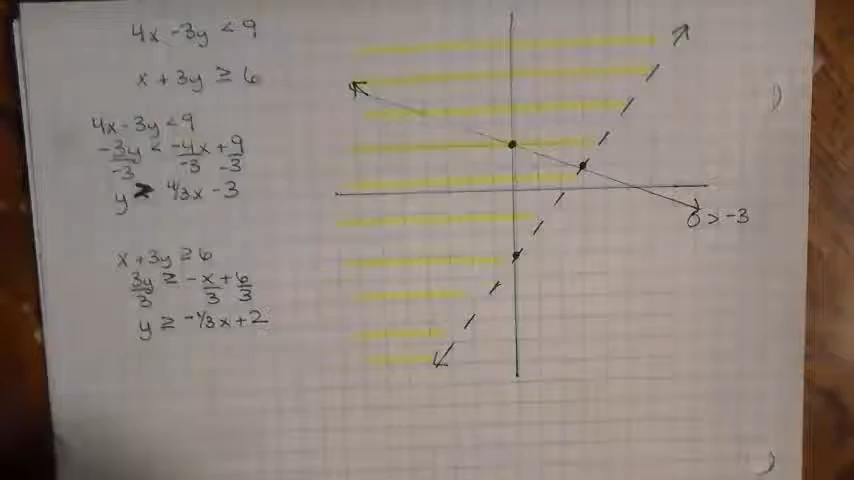 4x - 3y < 9
x + 3y ≥ 6
4x - 3y < 9
-3y/-3 < -4x/-3 + 9/-3
y > 4/3x - 3
x + 3y ≥ 6
3y/3 ≥ -x/3 + 6/3
y ≥ -1/3x + 2
0 > -3